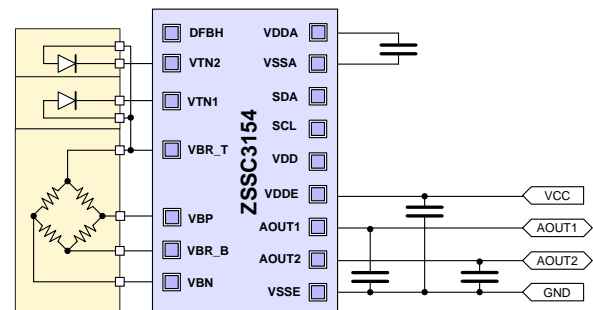 DFBH
VTN2
VTN1
VBR_T
VBP
VBR_B
VBN
ZSSC3154
VDDA
VSSA
SDA
SCL
VDD
VDDE
AOUT1
AOUT2
VSSE
VCC
AOUT1
AOUT2
GND